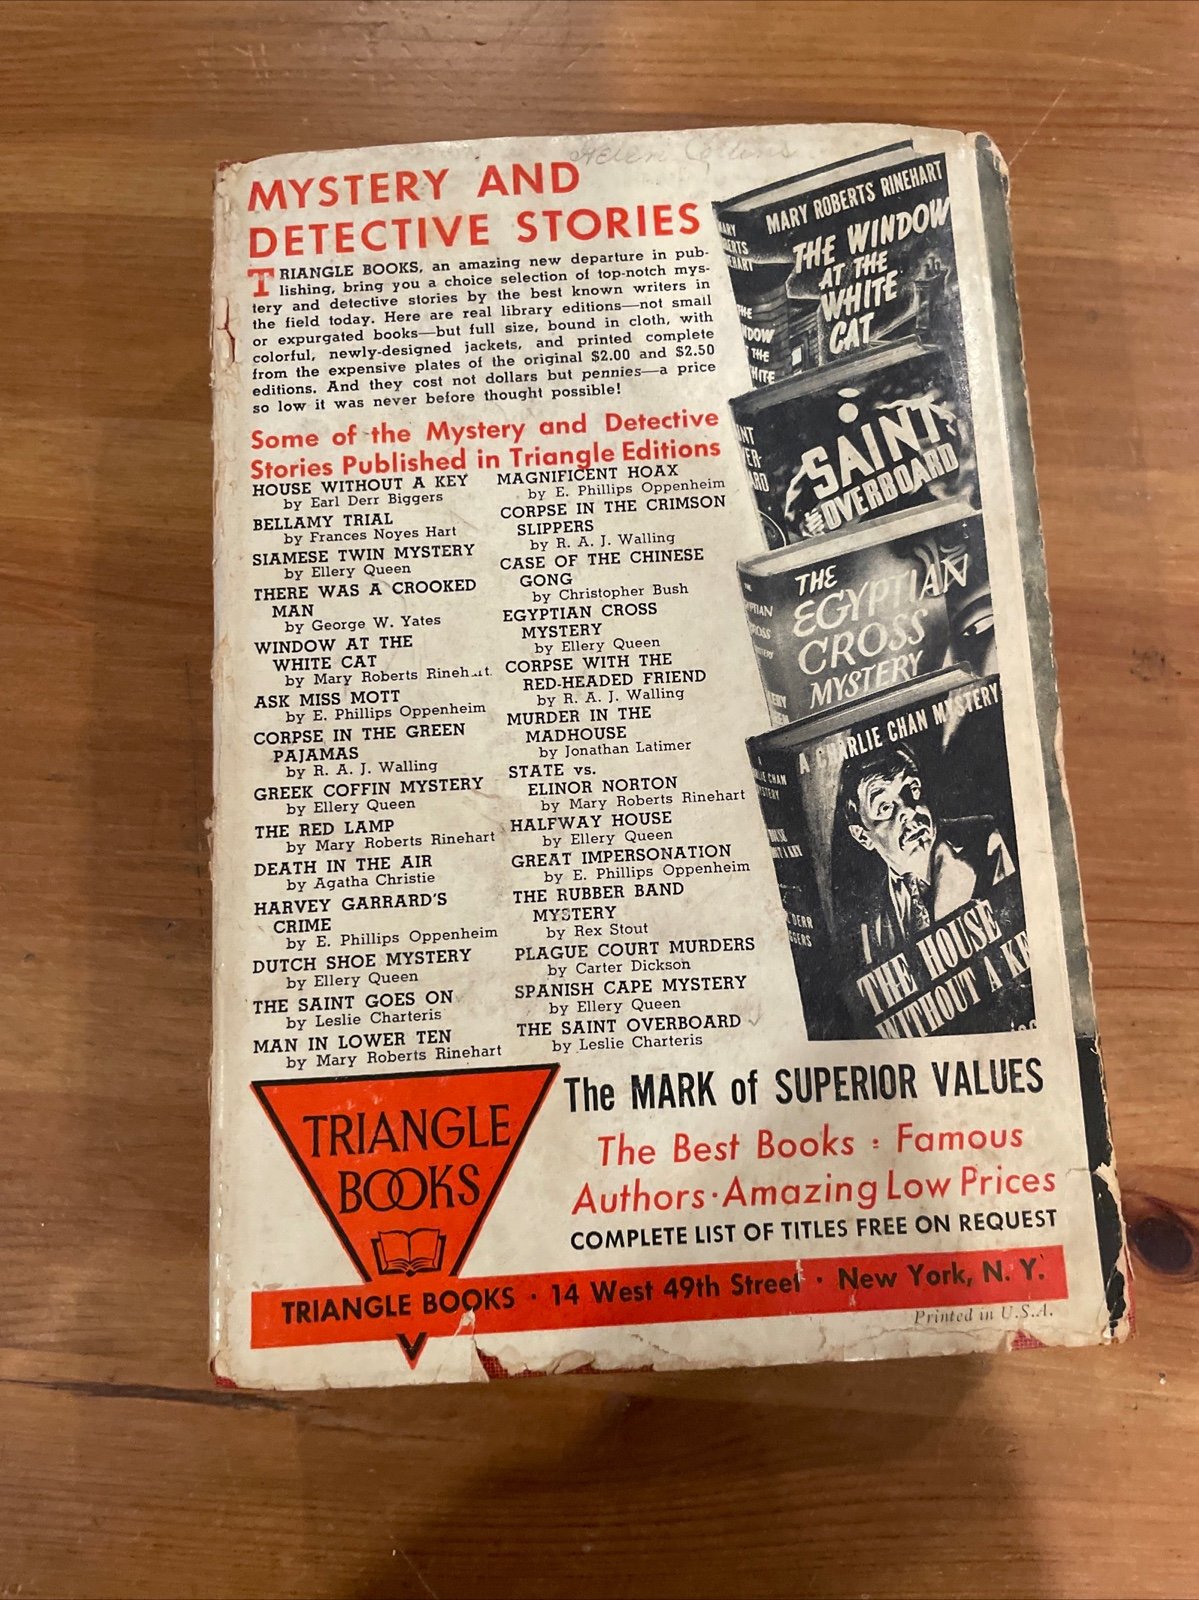 Helen Collins
MYSTERY AND
DETECTIVE STORIES
TRIANGLE BOOKS, an amazing new departure in pub-
lishing, bring you a choice selection of top-notch mys-
tery and detective stories by the best known writers in
the field today. Here are real library editions—not small
or expurgated books—but full size, bound in cloth, with
colorful, newly-designed jackets, and printed complete
from the expensive plates of the original $2.00 and $2.50
editions. And they cost not dollars but pennies—a price
so low it was never before thought possible!
Some of the Mystery and Detective
Stories Published in Triangle Editions
HOUSE WITHOUT A KEY
by Earl Derr Biggers
BELLAMY TRIAL
by Frances Noyes Hart
SIAMESE TWIN MYSTERY
by Ellery Queen
THERE WAS A CROOKED
MAN
by George W. Yates
WINDOW AT THE
WHITE CAT
by Mary Roberts Rinehart
ASK MISS MOTT
by E. Phillips Oppenheim
CORPSE IN THE GREEN
PAJAMAS
by R. A. J. Walling
GREEK COFFIN MYSTERY
by Ellery Queen
THE RED LAMP
by Mary Roberts Rinehart
DEATH IN THE AIR
by Agatha Christie
HARVEY GARRARD'S
CRIME
by E. Phillips Oppenheim
DUTCH SHOE MYSTERY
by Ellery Queen
THE SAINT GOES ON
by Leslie Charteris
MAN IN LOWER TEN
by Mary Roberts Rinehart
MAGNIFICENT HOAX
by E. Phillips Oppenheim
CORPSE IN THE CRIMSON
SLIPPERS
by R. A. J. Walling
CASE OF THE CHINESE
GONG
by Christopher Bush
EGYPTIAN CROSS
MYSTERY
by Ellery Queen
CORPSE WITH THE
RED-HEADED FRIEND
by R. A. J. Walling
MURDER IN THE
MADHOUSE
by Jonathan Latimer
STATE vs.
ELINOR NORTON
by Mary Roberts Rinehart
HALFWAY HOUSE
by Ellery Queen
GREAT IMPERSONATION
by E. Phillips Oppenheim
THE RUBBER BAND
MYSTERY
by Rex Stout
PLAGUE COURT MURDERS
by Carter Dickson
SPANISH CAPE MYSTERY
by Ellery Queen
THE SAINT OVERBOARD
by Leslie Charteris
MARY ROBERTS RINEHART
THE WINDOW
AT THE
WHITE
CAT
SAINT
OVERBOARD
THE
EGYPTIAN
CROSS
MYSTERY
A CHARLIE CHAN MYSTERY
THE HOUSE
WITHOUT A KE
TRIANGLE
BOOKS
The MARK of SUPERIOR VALUES
The Best Books · Famous
Authors · Amazing Low Prices
COMPLETE LIST OF TITLES FREE ON REQUEST
TRIANGLE BOOKS · 14 West 49th Street · New York, N. Y.
Printed in U.S.A.